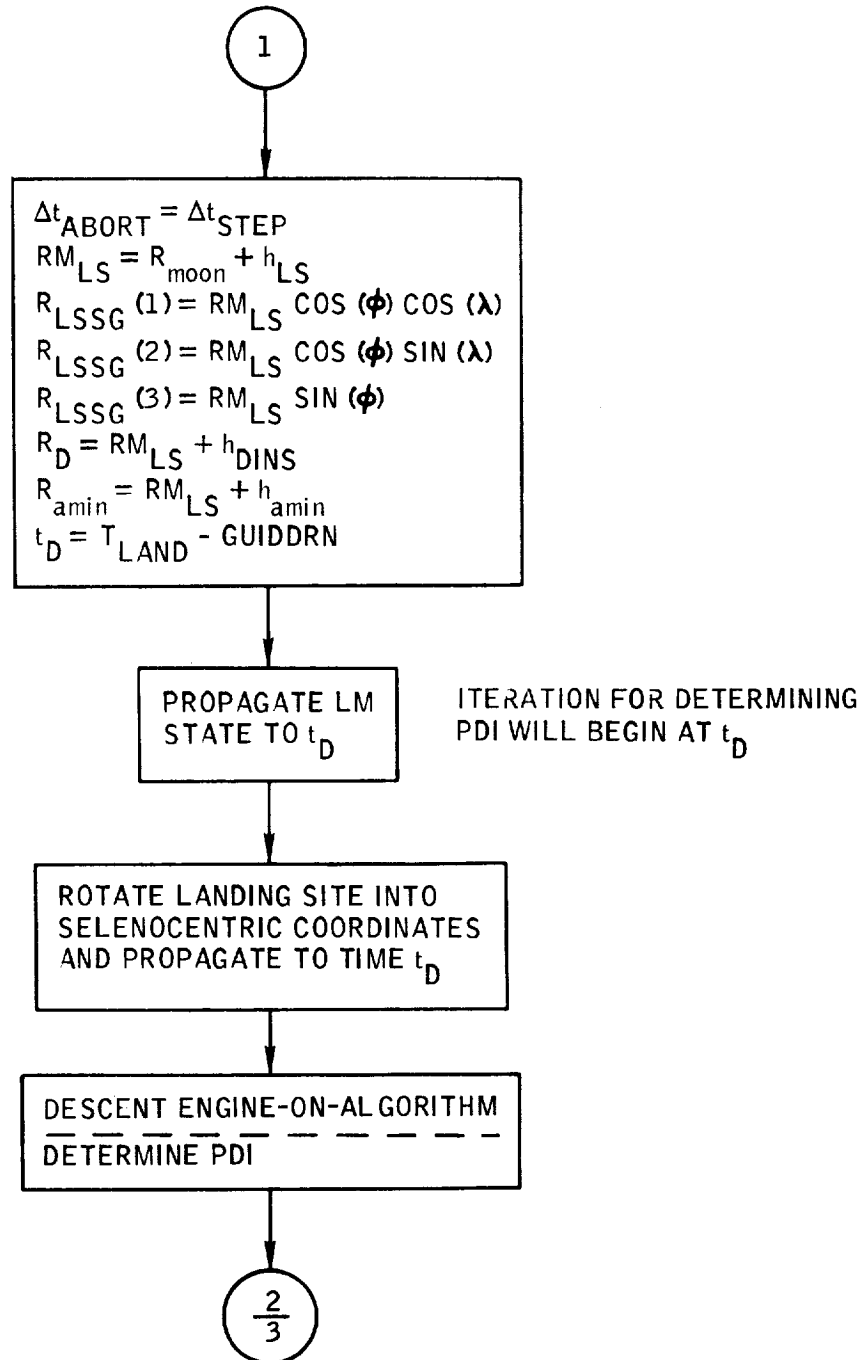 1
Δt_ABORT = Δt_STEP
RM_LS = R_moon + h_LS
R_LSSG (1) = RM_LS COS (ϕ) COS (λ)
R_LSSG (2) = RM_LS COS (ϕ) SIN (λ)
R_LSSG (3) = RM_LS SIN (ϕ)
R_D = RM_LS + h_DINS
R_amin = RM_LS + h_amin
t_D = T_LAND - GUIDDRN
PROPAGATE LM
STATE TO t_D
ITERATION FOR DETERMINING
PDI WILL BEGIN AT t_D
ROTATE LANDING SITE INTO
SELENOCENTRIC COORDINATES
AND PROPAGATE TO TIME t_D
DESCENT ENGINE-ON-ALGORITHM
DETERMINE PDI
2
3